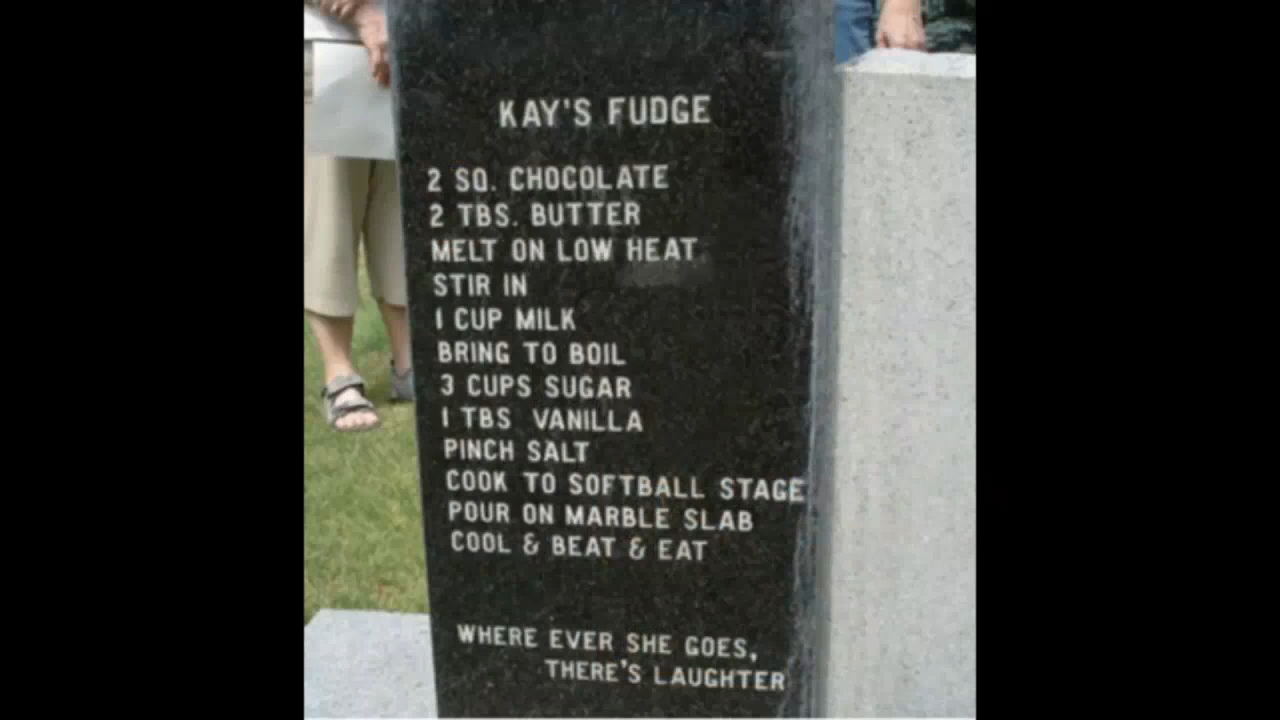 KAY'S FUDGE
2 SQ. CHOCOLATE
2 TBS. BUTTER
MELT ON LOW HEAT
STIR IN
1 CUP MILK
BRING TO BOIL
3 CUPS SUGAR
1 TBS VANILLA
PINCH SALT
COOK TO SOFTBALL STAGE
POUR ON MARBLE SLAB
COOL & BEAT & EAT
WHERE EVER SHE GOES,
THERE'S LAUGHTER